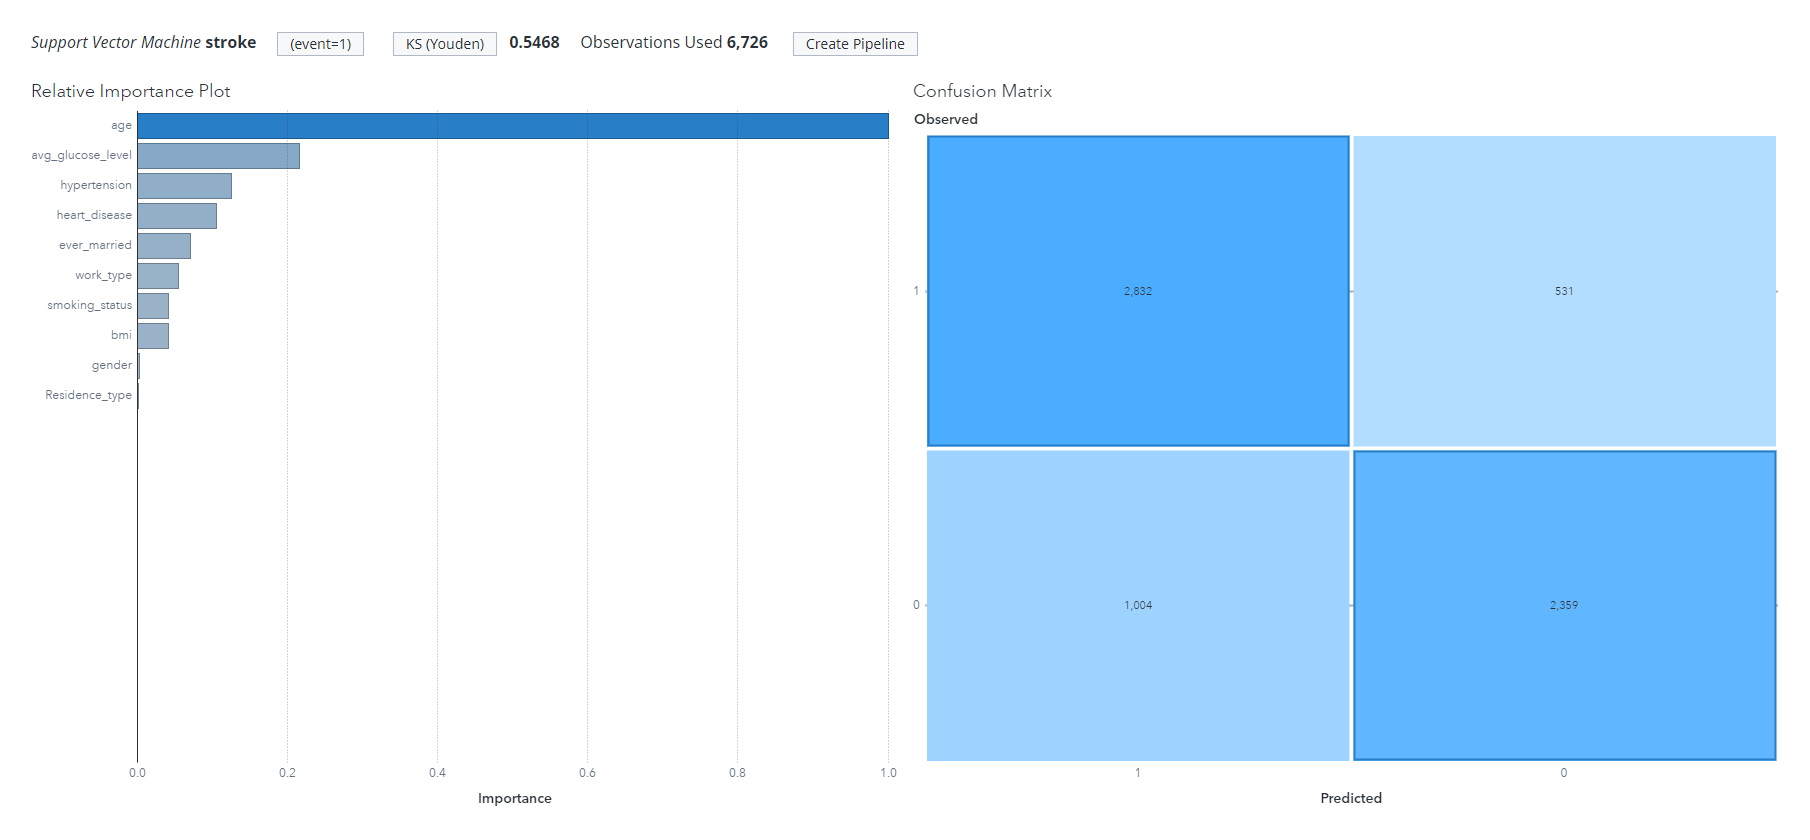 Support Vector Machine stroke (event=1) KS (Youden) 0.5468 Observations Used 6,726 Create Pipeline
Relative Importance Plot
age
avg_glucose_level
hypertension
heart_disease
ever_married
work_type
smoking_status
bmi
gender
Residence_type
0.0 0.2 0.4 0.6 0.8 1.0
Importance
Confusion Matrix
Observed
1 2,832 531
0 1,004 2,359
1 0
Predicted